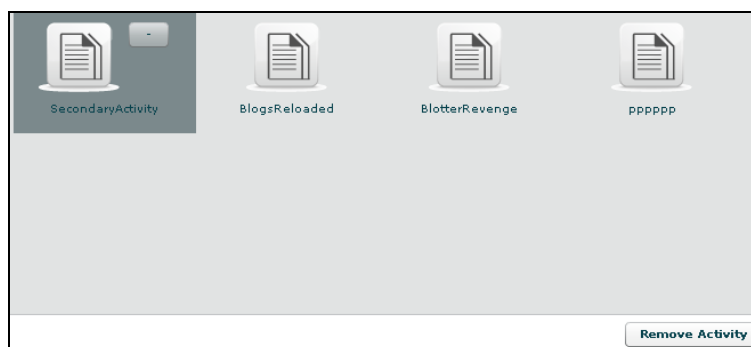 -
SecondaryActivity
BlogsReloaded
BlotterRevenge
pppppp
Remove Activity